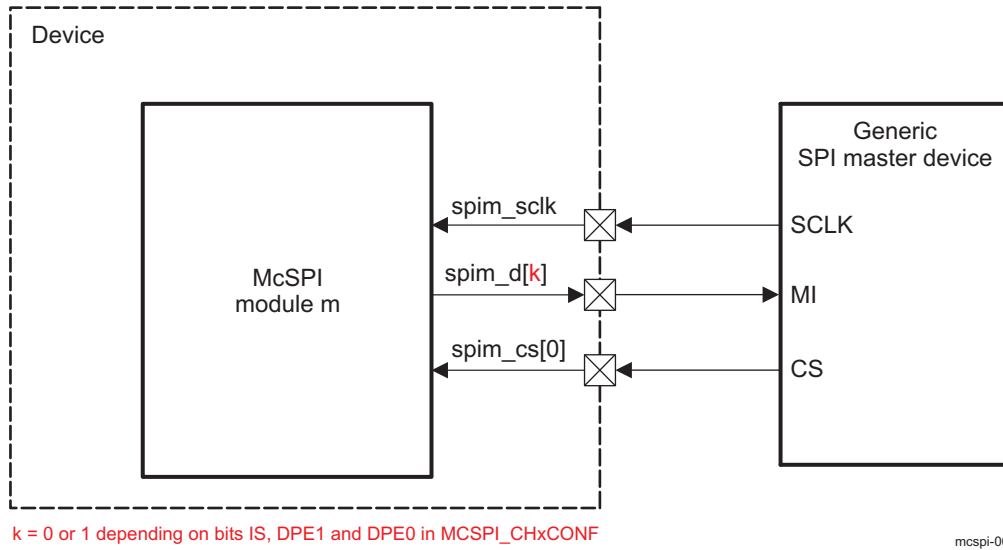 Device
Generic
SPI master device
spim_sclk
SCLK
McSPI
module m
spim_d[k]
MI
spim_cs[0]
CS
k = 0 or 1 depending on bits IS, DPE1 and DPE0 in MCSPI_CHxCONF